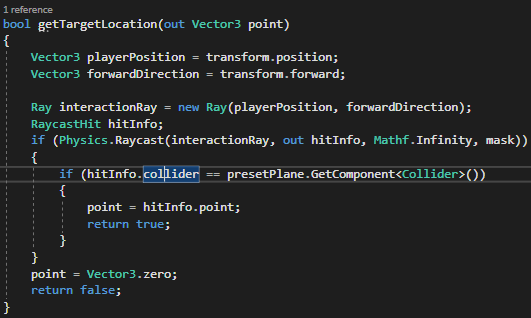 1 reference
bool getTargetLocation(out Vector3 point)
{
Vector3 playerPosition = transform.position;
Vector3 forwardDirection = transform.forward;
Ray interactionRay = new Ray(playerPosition, forwardDirection);
RaycastHit hitInfo;
if (Physics.Raycast(interactionRay, out hitInfo, Mathf.Infinity, mask))
{
if (hitInfo.collider == presetPlane.GetComponent<Collider>())
{
point = hitInfo.point;
return true;
}
}
point = Vector3.zero;
return false;
}